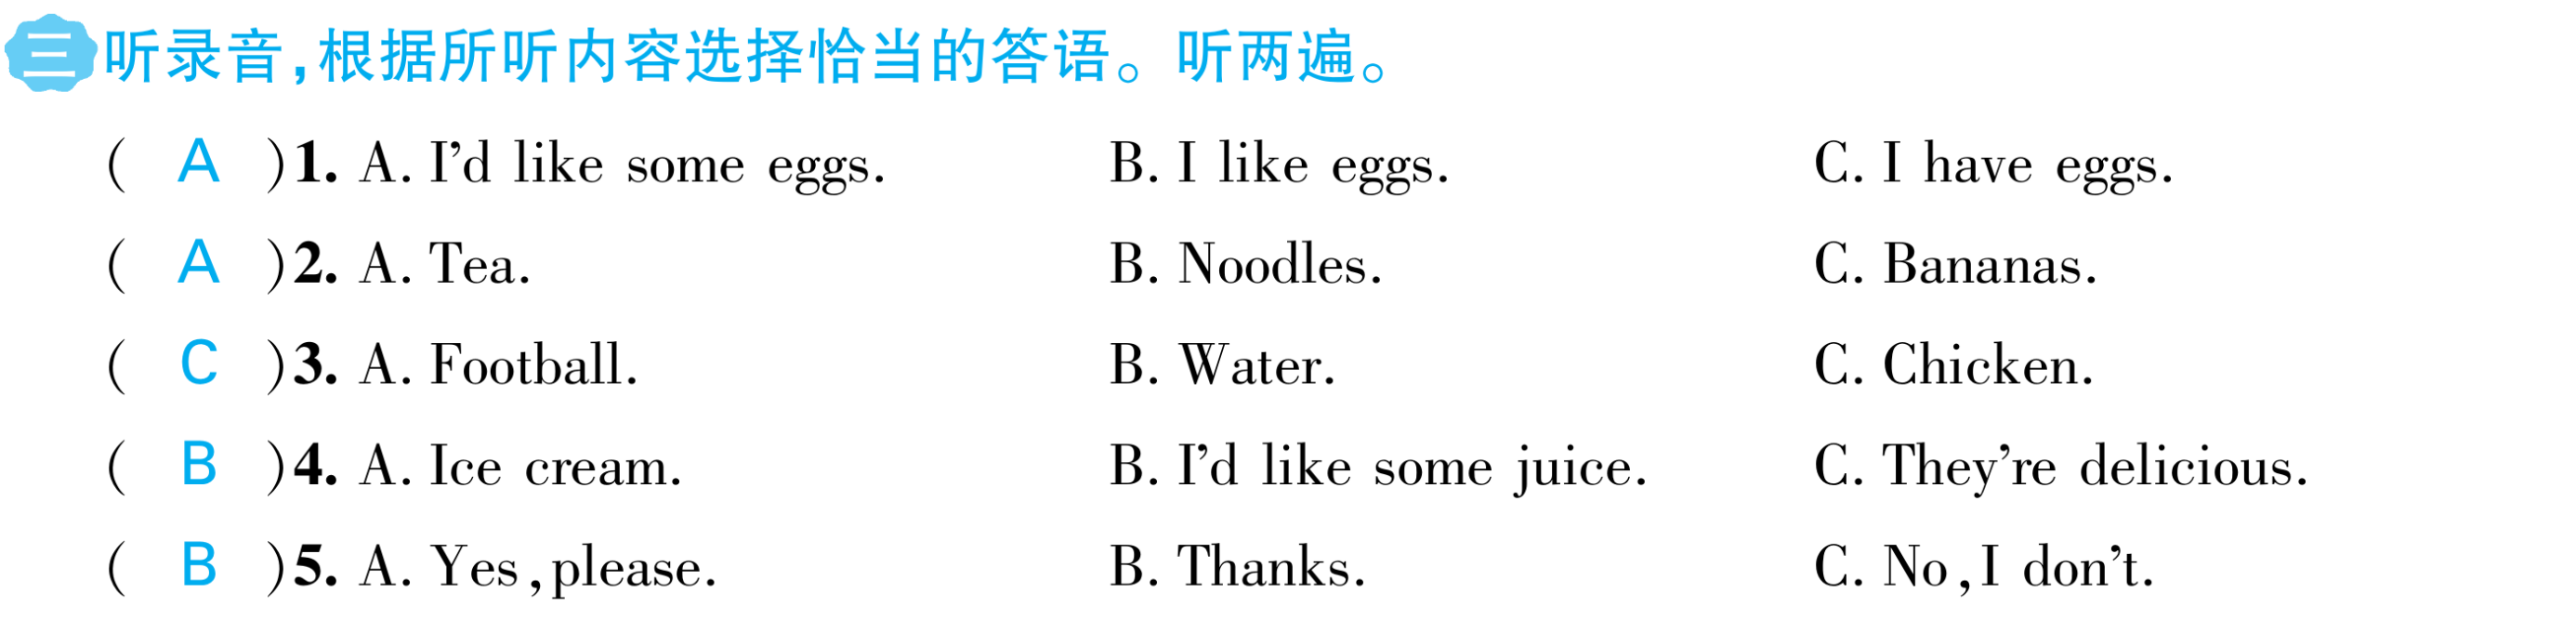 三 听录音,根据所听内容选择恰当的答语。听两遍。
( A )1. A. I’d like some eggs. B. I like eggs. C. I have eggs.
( A )2. A. Tea. B. Noodles. C. Bananas.
( C )3. A. Football. B. Water. C. Chicken.
( B )4. A. Ice cream. B. I’d like some juice. C. They’re delicious.
( B )5. A. Yes,please. B. Thanks. C. No,I don’t.